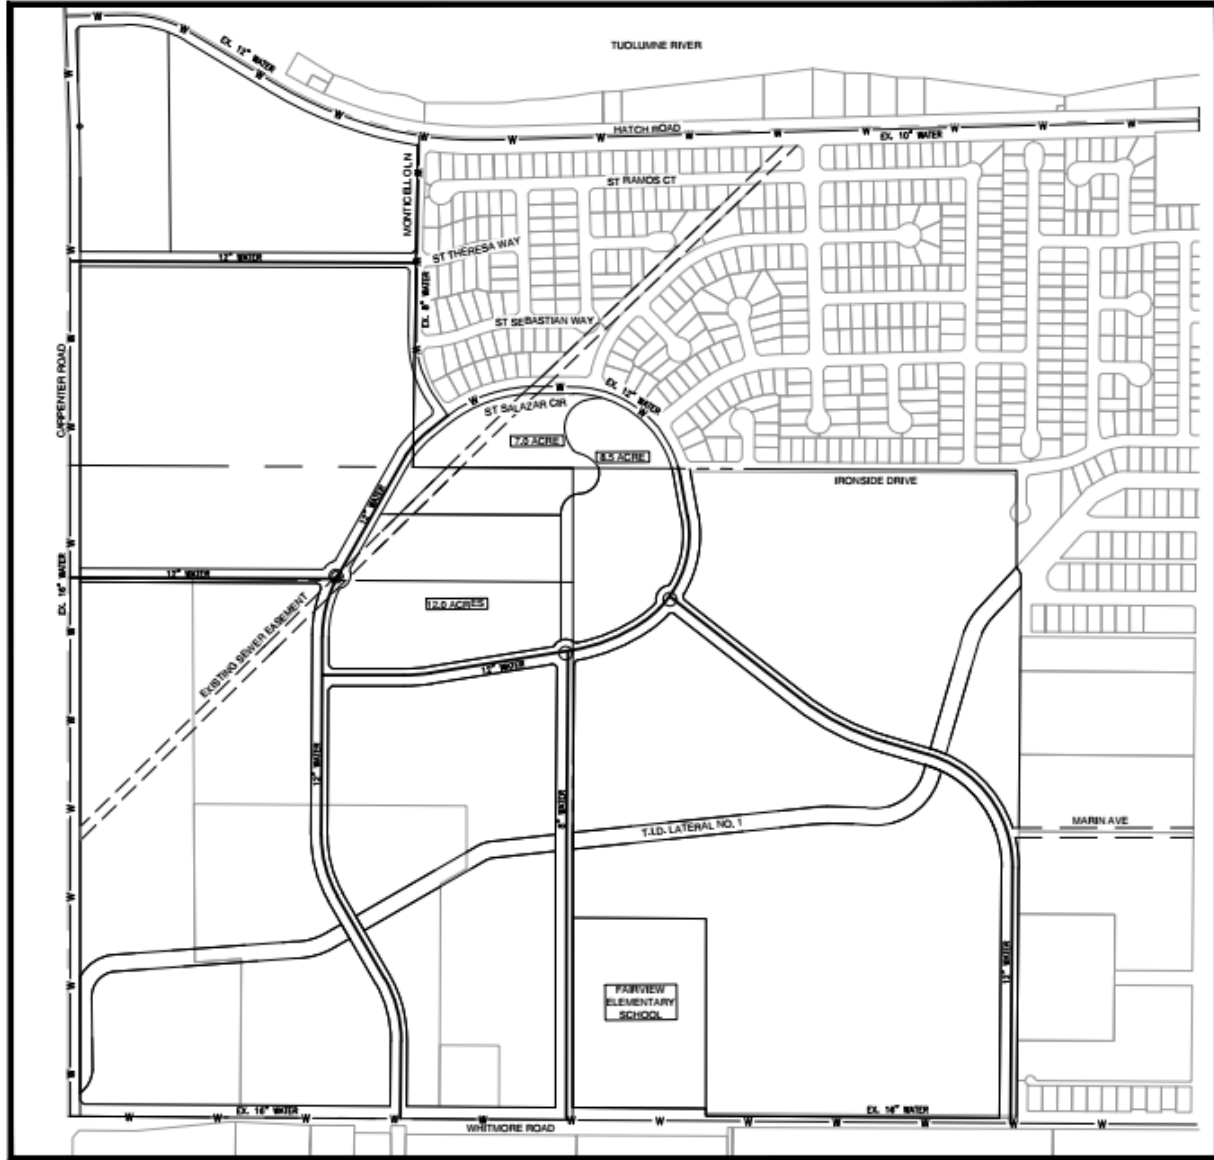 TUOLUMNE RIVER
EX. 12" WATER
HATCH ROAD
EX. 10" WATER
MONTICELLO LN
ST RAMOS CT
ST THERESA WAY
12" WATER
EX. 8" WATER
ST SEBASTIAN WAY
CARPENTER ROAD
EX. 12" WATER
ST SALAZAR CIR
7.0 ACRE
8.5 ACRE
IRONSIDE DRIVE
12" WATER
EX. 16" WATER
12" WATER
12.0 ACRES
EXISTING SEWER EASEMENT
12" WATER
12" WATER
8" WATER
T.I.D. LATERAL NO. 1
MARIN AVE
12" WATER
FAIRVIEW
ELEMENTARY
SCHOOL
EX. 16" WATER
EX. 16" WATER
WHITMORE ROAD